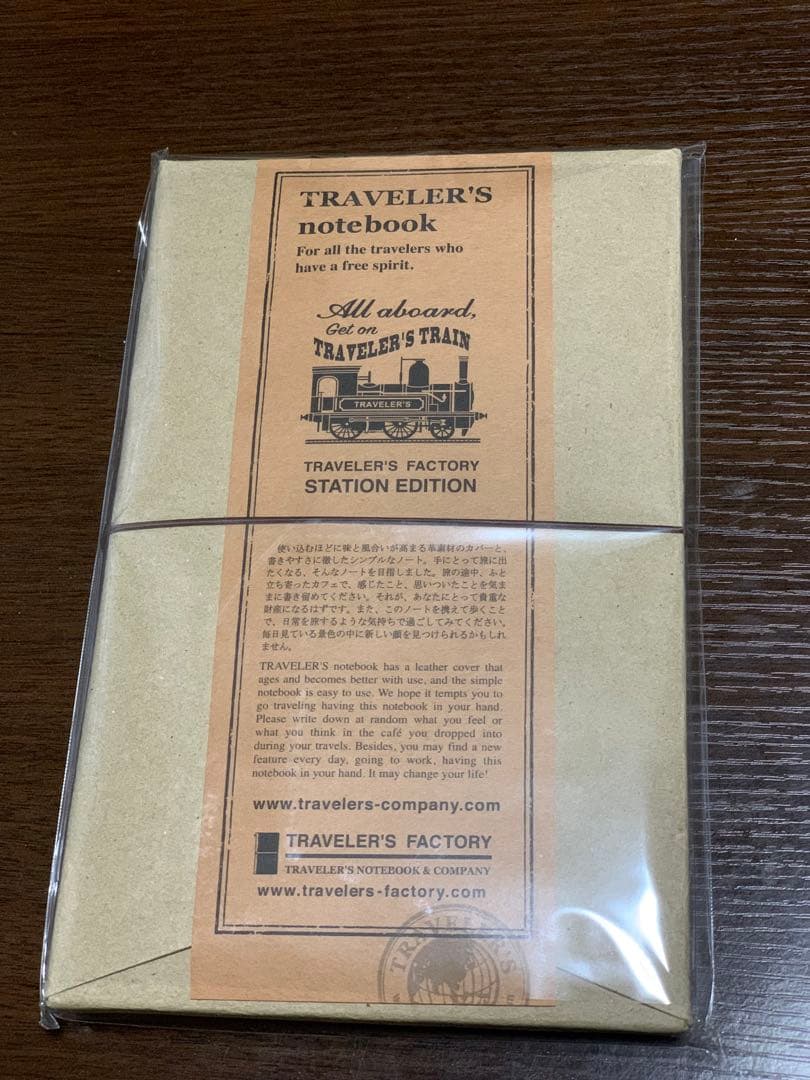 TRAVELER'S
notebook
For all the travelers who
have a free spirit.
All aboard,
Get on
TRAVELER'S TRAIN
TRAVELER'S
TRAVELER'S FACTORY
STATION EDITION
使い込むほどに味と風合いが高まる革素材のカバーと、
書きやすさに徹したシンプルなノート。手にとって旅に出
たくなる、そんなノートを目指しました。旅の途中、ふと
立ち寄ったカフェで、感じたこと、思いついたことを気ま
まに書き留めてください。それが、あなたにとって貴重な
財産になるはずです。また、このノートを携えて歩くこと
で、日常を旅するような気持ちで過ごしてみてください。
毎日見ている景色の中に新しい顔を見つけられるかもしれ
ません。
TRAVELER'S notebook has a leather cover that
ages and becomes better with use, and the simple
notebook is easy to use. We hope it tempts you to
go traveling having this notebook in your hand.
Please write down at random what you feel or
what you think in the café you dropped into
during your travels. Besides, you may find a new
feature every day, going to work, having this
notebook in your hand. It may change your life!
www.travelers-company.com
TRAVELER'S FACTORY
TRAVELER'S NOTEBOOK & COMPANY
www.travelers-factory.com
TRAVELER'S